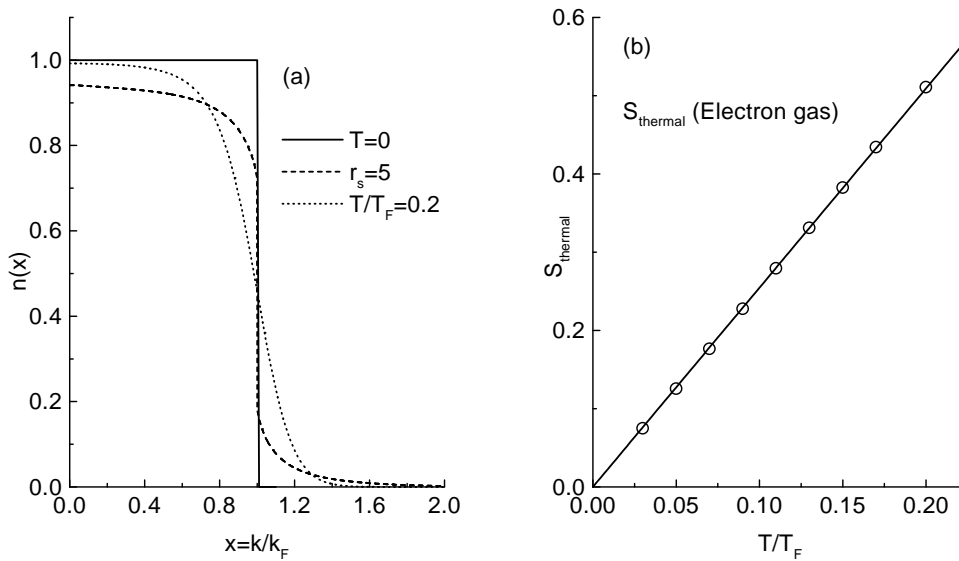 (a)
T=0
r_s=5
T/T_F=0.2
n(x)
1.0
0.8
0.6
0.4
0.2
0.0
0.0 0.4 0.8 1.2 1.6 2.0
x=k/k_F
(b)
S_thermal (Electron gas)
S_thermal
0.6
0.4
0.2
0.0
0.00 0.05 0.10 0.15 0.20
T/T_F